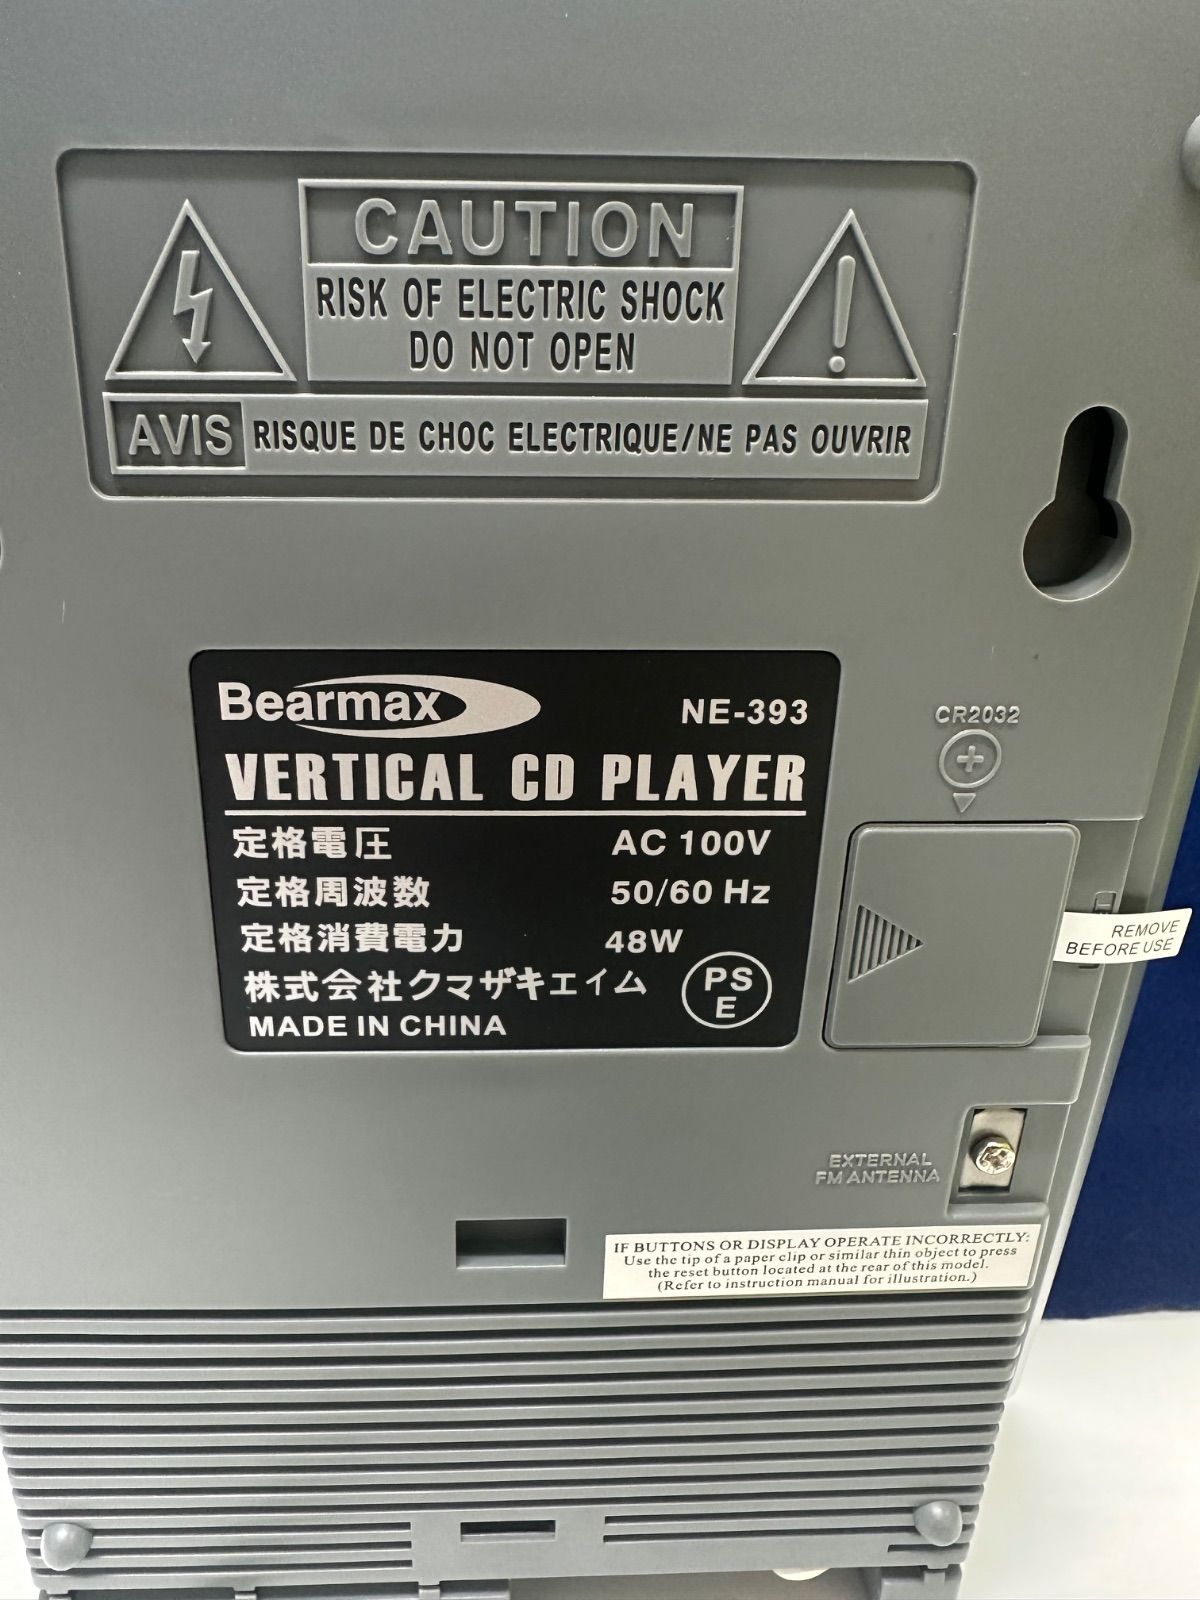 CAUTION
RISK OF ELECTRIC SHOCK
DO NOT OPEN
AVIS RISQUE DE CHOC ELECTRIQUE/NE PAS OUVRIR
Bearmax NE-393
VERTICAL CD PLAYER
定格電圧 AC 100V
定格周波数 50/60 Hz
定格消費電力 48W
株式会社クマザキエイム
PS
E
MADE IN CHINA
CR2032
+
REMOVE
BEFORE USE
EXTERNAL
FM ANTENNA
IF BUTTONS OR DISPLAY OPERATE INCORRECTLY:
Use the tip of a paper clip or similar thin object to press
the reset button located at the rear of this model.
(Refer to instruction manual for illustration.)